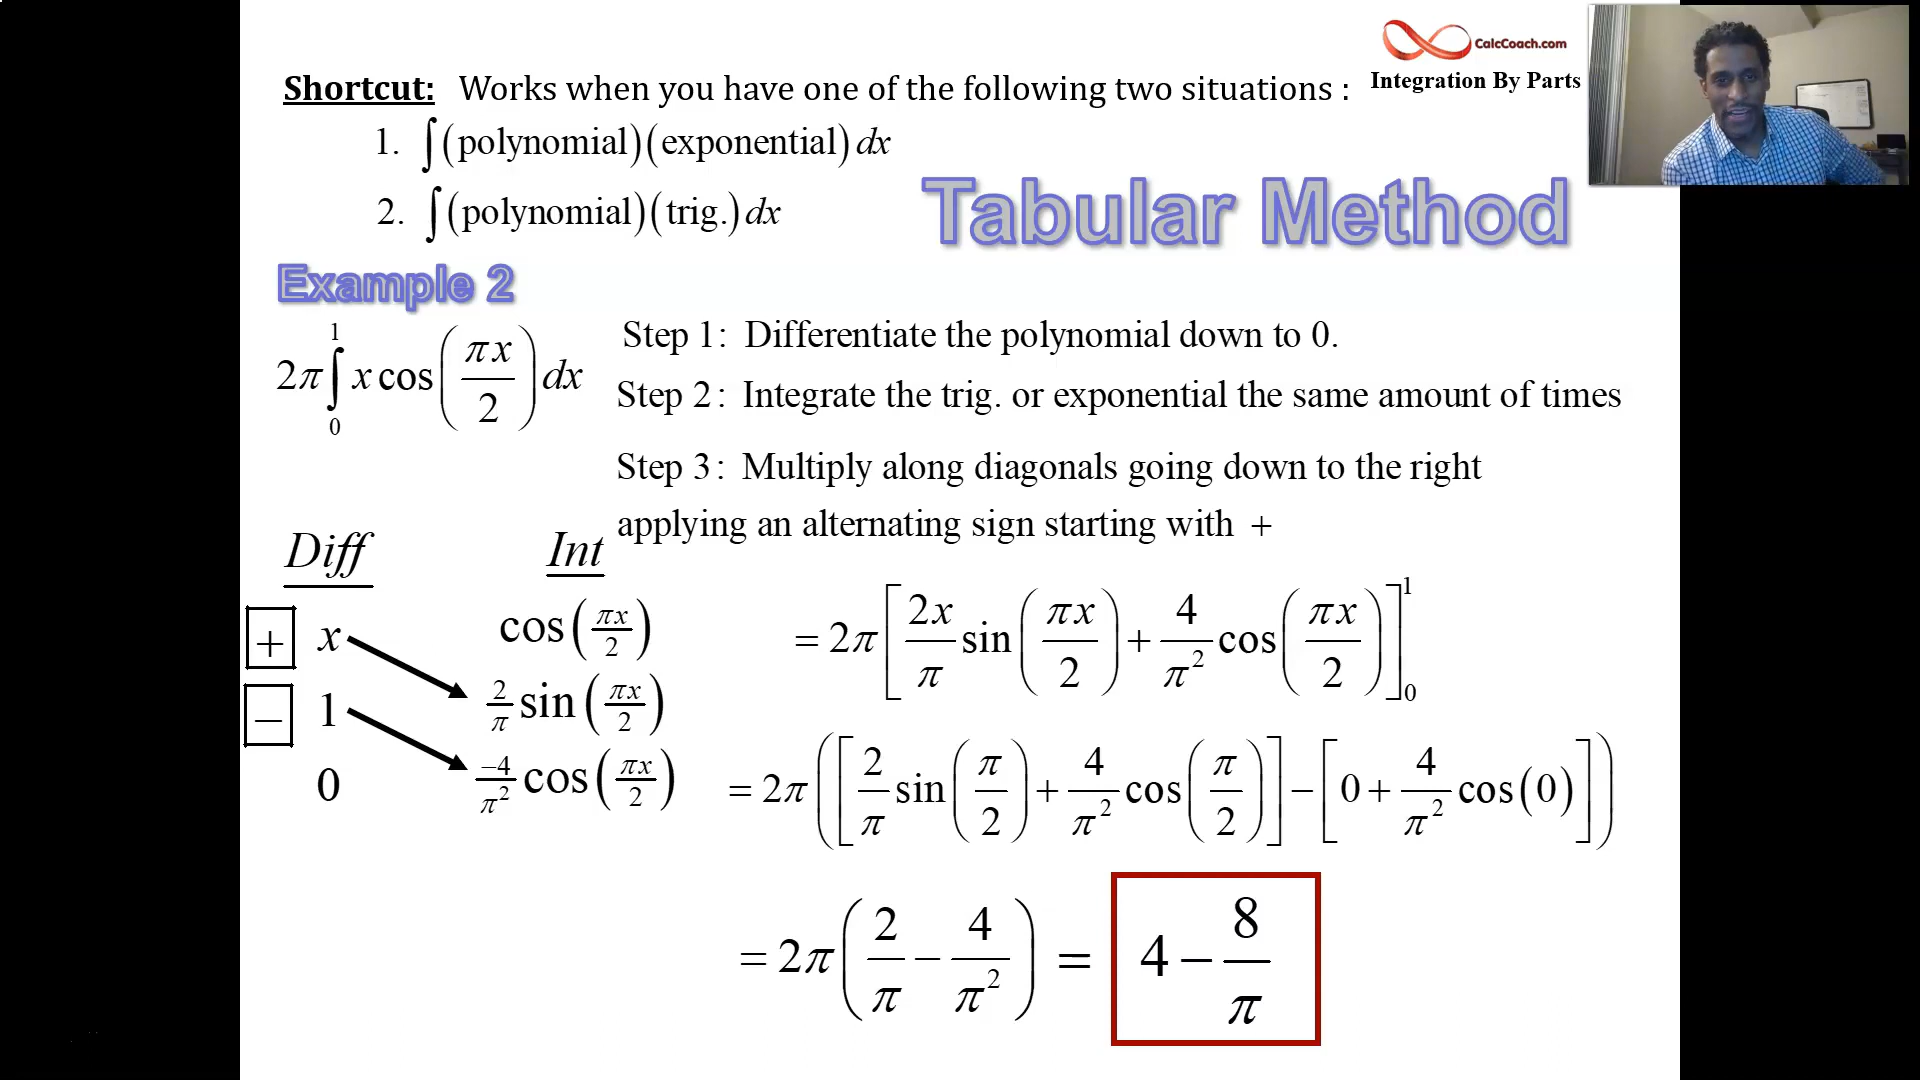 CalcCoach.com
Integration By Parts
Shortcut: Works when you have one of the following two situations :
1. ∫(polynomial)(exponential) dx
2. ∫(polynomial)(trig.) dx
Tabular Method
Example 2
2π ∫₀¹ x cos(πx/2) dx
Step 1: Differentiate the polynomial down to 0.
Step 2: Integrate the trig. or exponential the same amount of times
Step 3: Multiply along diagonals going down to the right
applying an alternating sign starting with +
Diff Int
+ x cos(πx/2)
− 1 2/π sin(πx/2)
0 −4/π² cos(πx/2)
= 2π[2x/π sin(πx/2) + 4/π² cos(πx/2)]₀¹
= 2π([2/π sin(π/2) + 4/π² cos(π/2)] − [0 + 4/π² cos(0)])
= 2π(2/π − 4/π²) = 4 − 8/π